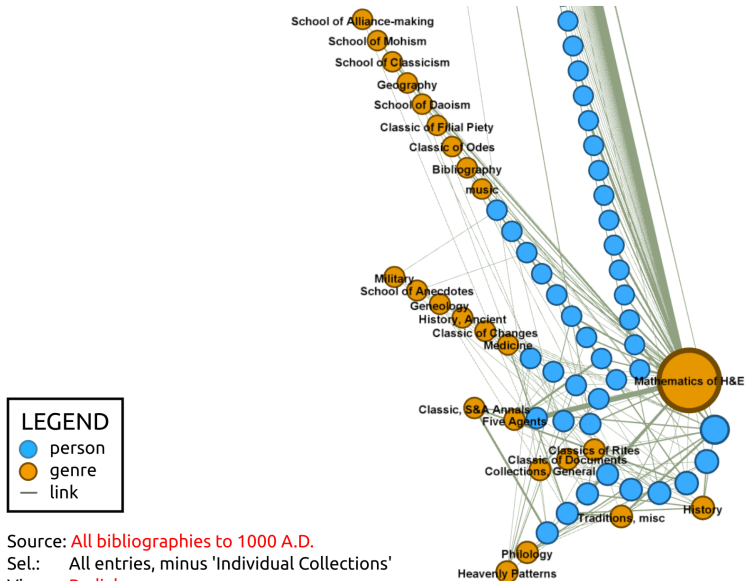 School of Alliance-making
School of Mohism
School of Classicism
Geography
School of Daoism
Classic of Filial Piety
Classic of Odes
Bibliography
music
Military
School of Anecdotes
Geneology
History, Ancient
Classic of Changes
Medicine
Mathematics of H&E
Classic, S&A Annals
Five Agents
Classics of Rites
Classic of Documents
Collections, General
History
Traditions, misc
Philology
Heavenly Patterns
LEGEND
person
genre
link
Source: All bibliographies to 1000 A.D.
Sel.: All entries, minus 'Individual Collections'